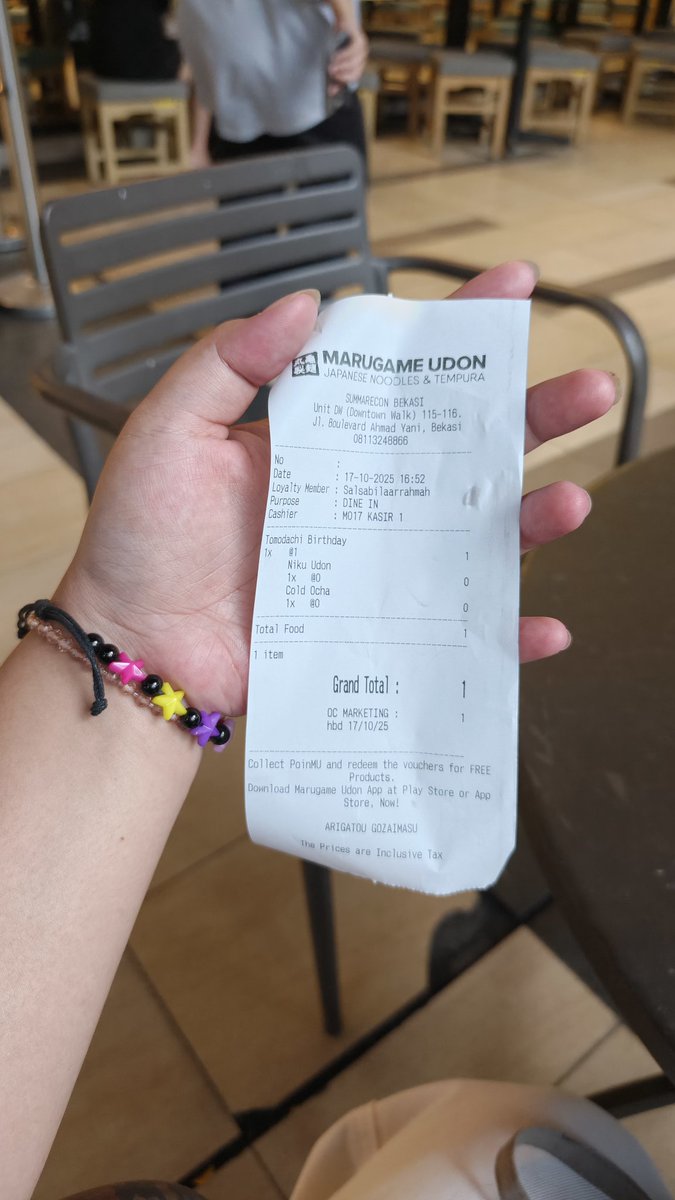 MARUGAME UDON
JAPANESE NOODLES & TEMPURA
SUMMARECON BEKASI
Unit DW (Downtown Walk) 115-116.
Jl. Boulevard Ahmad Yani, Bekasi
08113248866
No :
Date : 17-10-2025 16:52
Loyalty Member : Salsabilaarrahmah
Purpose : DINE IN
Cashier : MO17 KASIR 1
Tomodachi Birthday
1x @1 1
Niku Udon
1x @0 0
Cold Ocha
1x @0 0
Total Food 1
1 item
Grand Total : 1
OC MARKETING : 1
hbd 17/10/25
Collect PoinMU and redeem the vouchers for FREE
Products.
Download Marugame Udon App at Play Store or App
Store, Now!
ARIGATOU GOZAIMASU
The Prices are Inclusive Tax